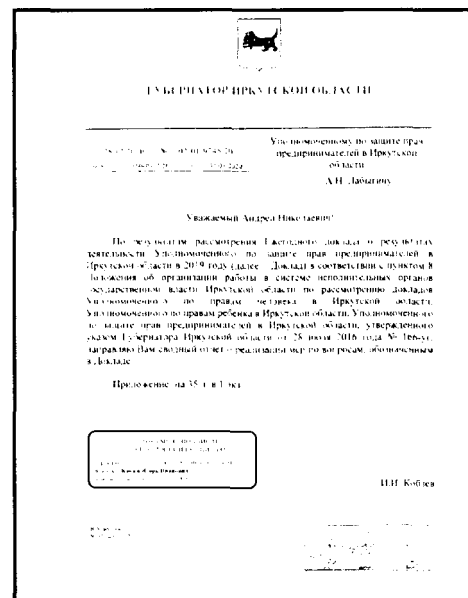 ГУБЕРНАТОР ИРКУТСКОЙ ОБЛАСТИ
Уполномоченному по защите прав
предпринимателей в Иркутской
области
А.Н. Лабыгину
Уважаемый Андрей Николаевич!
По результатам рассмотрения Ежегодного доклада о результатах
деятельности Уполномоченного по защите прав предпринимателей в
Иркутской области в 2019 году (далее – Доклад) в соответствии с пунктом 8
Положения об организации работы в системе исполнительных органов
государственной власти Иркутской области по рассмотрению докладов
Уполномоченного по правам человека в Иркутской области,
Уполномоченного по правам ребенка в Иркутской области, Уполномоченного
по защите прав предпринимателей в Иркутской области, утвержденного
указом Губернатора Иркутской области от 28 июля 2016 года № 166-уг,
направляю Вам сводный отчет о реализации мер по вопросам, обозначенным
в Докладе.
Приложение: на 35 л. в 1 экз.
И.И. Кобзев